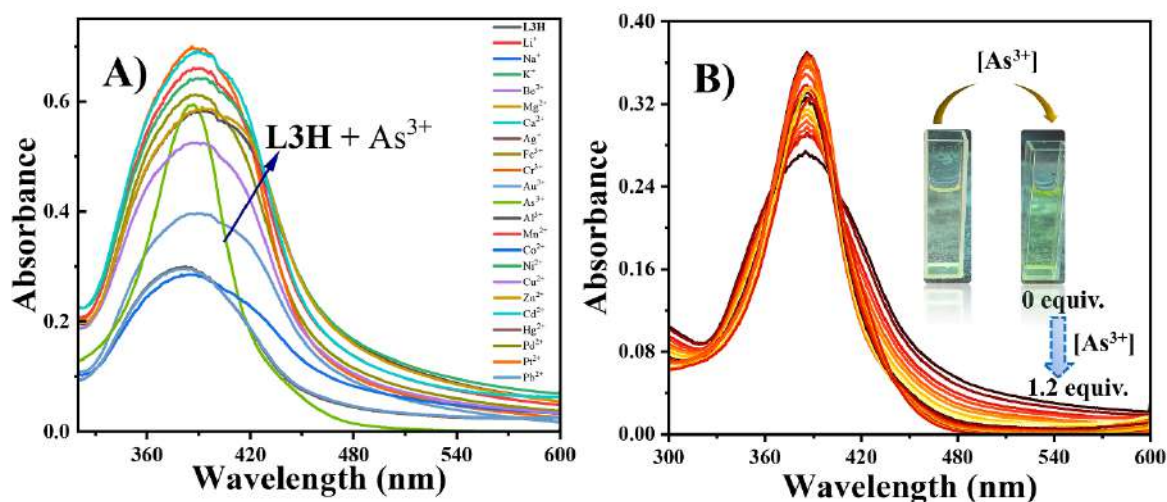 A)
L3H + As³⁺
L3H
Li⁺
Na⁺
K⁺
Be²⁺
Mg²⁺
Ca²⁺
Ag⁺
Fe³⁺
Cr³⁺
Au³⁺
As³⁺
Al³⁺
Mn²⁺
Co²⁺
Ni²⁺
Cu²⁺
Zn²⁺
Cd²⁺
Hg²⁺
Pd²⁺
Pt²⁺
Pb²⁺
Absorbance
0.6
0.4
0.2
0.0
360 420 480 540 600
Wavelength (nm)
B)
[As³⁺]
0 equiv.
[As³⁺]
1.2 equiv.
Absorbance
0.40
0.32
0.24
0.16
0.08
0.00
300 360 420 480 540 600
Wavelength (nm)